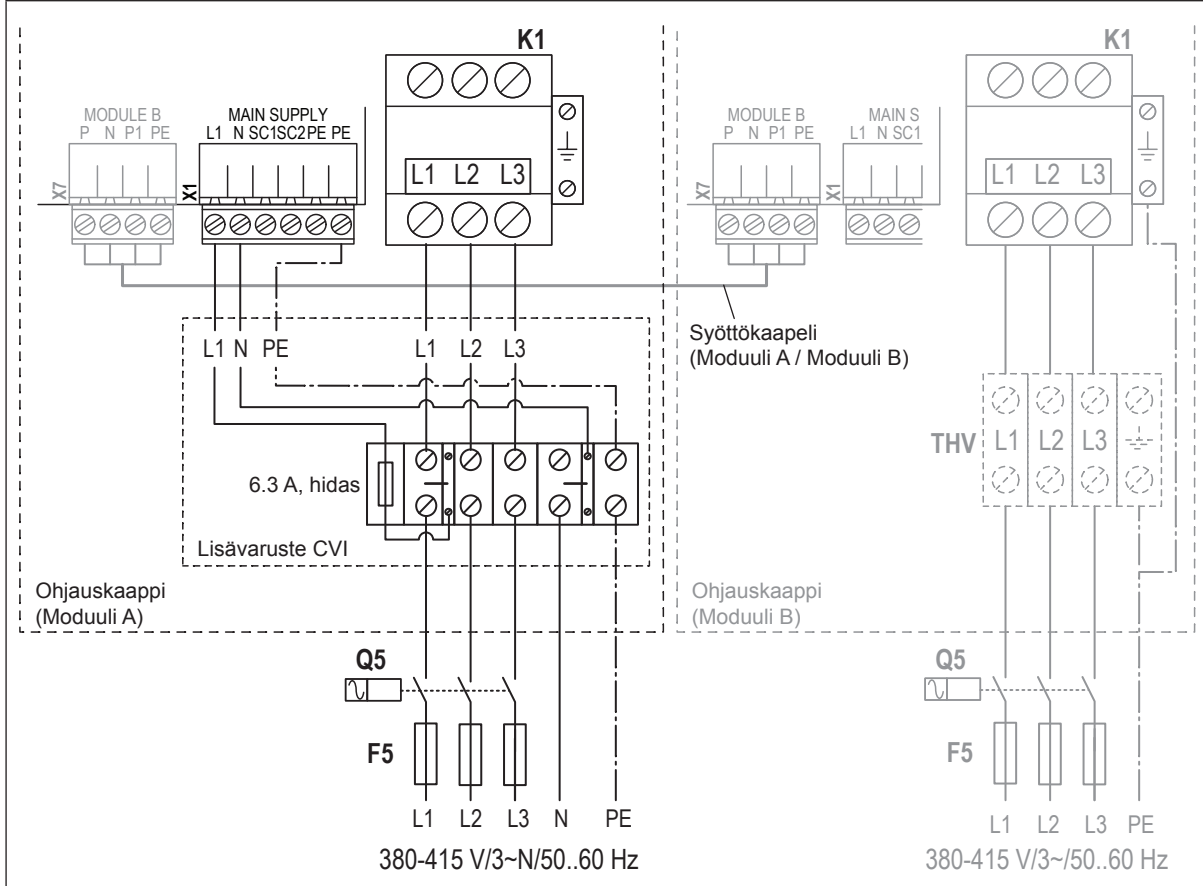 K1
MODULE B
P N P1 PE
X7
MAIN SUPPLY
L1 N SC1SC2PE PE
X1
L1 L2 L3
L1 N PE
L1 L2 L3
6.3 A, hidas
Lisävaruste CVI
Ohjauskaappi
(Moduuli A)
Q5
F5
L1 L2 L3 N PE
380-415 V/3~N/50..60 Hz
Syöttökaapeli
(Moduuli A / Moduuli B)
K1
MODULE B
P N P1 PE
X7
MAIN S
L1 N SC1
X1
L1 L2 L3
THV L1 L2 L3
Ohjauskaappi
(Moduuli B)
Q5
F5
L1 L2 L3 PE
380-415 V/3~/50..60 Hz